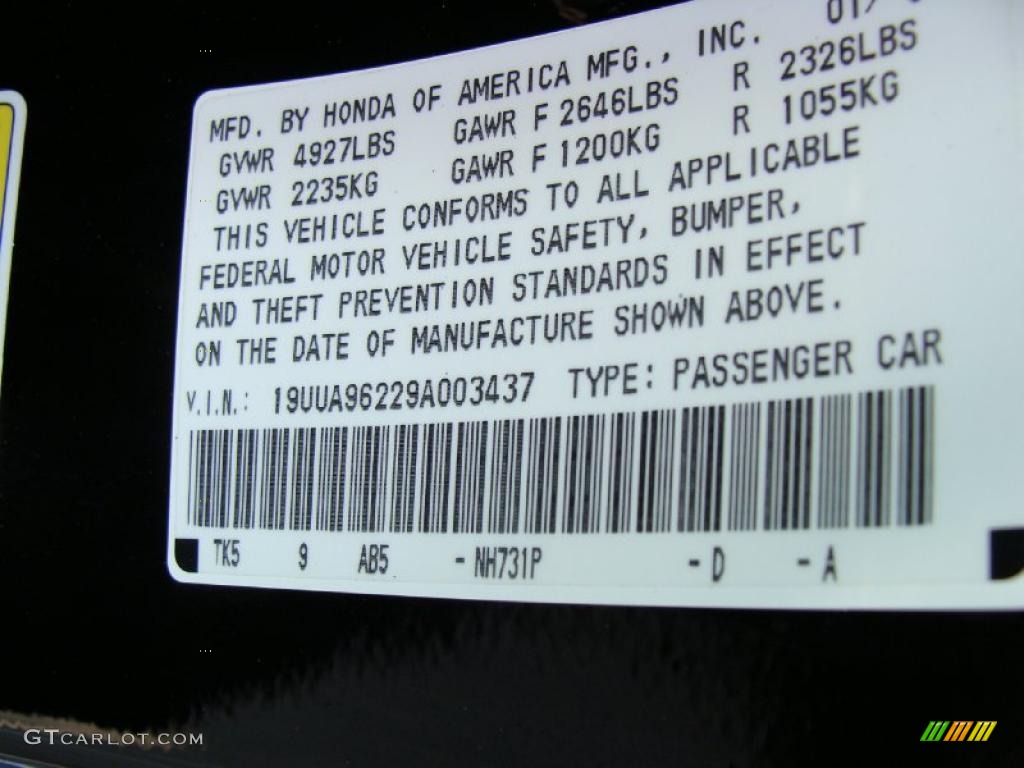 MFD. BY HONDA OF AMERICA MFG., INC. 01/
GVWR 4927LBS GAWR F 2646LBS R 2326LBS
GVWR 2235KG GAWR F 1200KG R 1055KG
THIS VEHICLE CONFORMS TO ALL APPLICABLE
FEDERAL MOTOR VEHICLE SAFETY, BUMPER,
AND THEFT PREVENTION STANDARDS IN EFFECT
ON THE DATE OF MANUFACTURE SHOWN ABOVE.
V.I.N.: 19UUA96229A003437 TYPE: PASSENGER CAR
TK5 9 AB5 - NH731P - D - A
GTCARLOT.COM